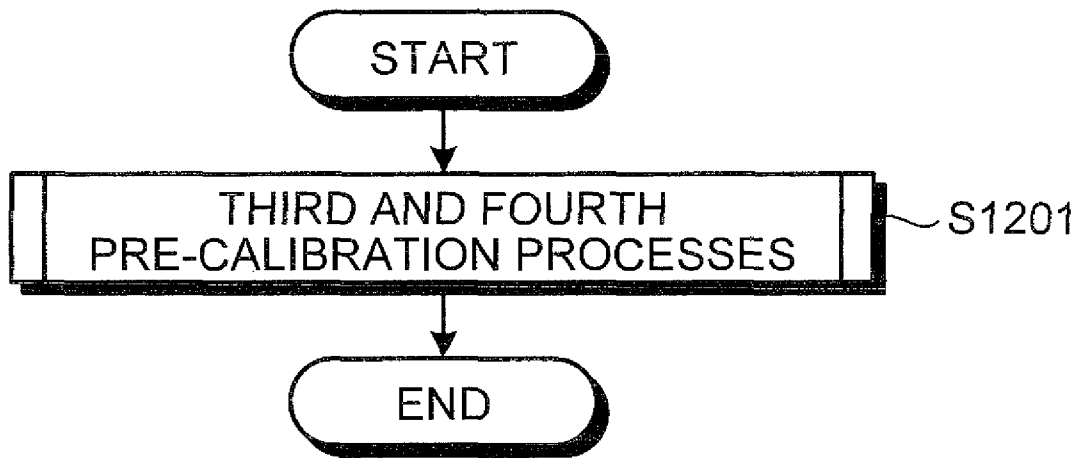 START
THIRD AND FOURTH
PRE-CALIBRATION PROCESSES
S1201
END